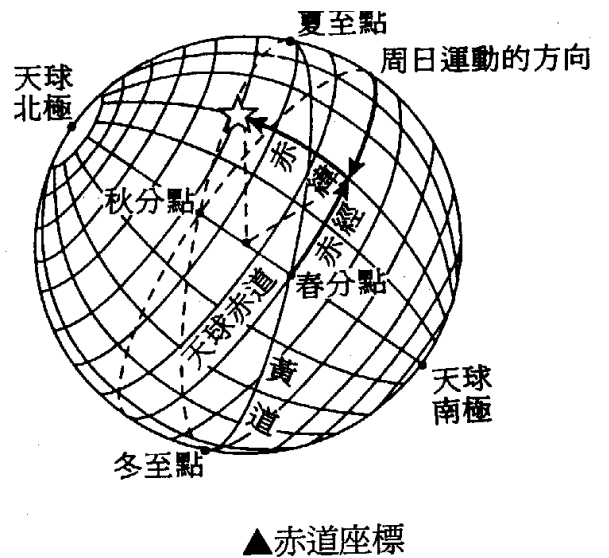 夏至點
周日運動的方向
天球
北極
赤緯
秋分點
赤經
春分點
天球赤道
黃道
天球
南極
冬至點
▲赤道座標